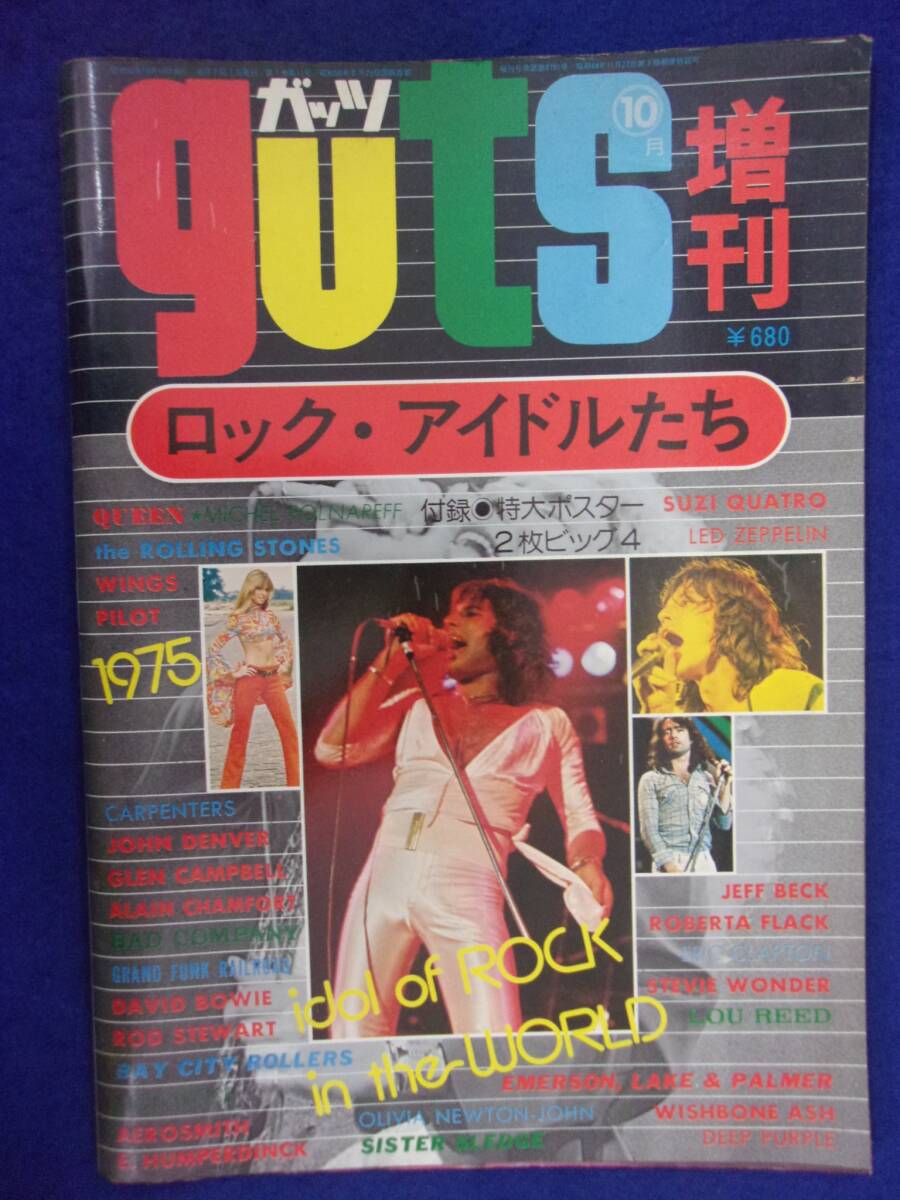 ガッツ
guts
10月
増刊
¥680
ロック・アイドルたち
QUEEN ★MICHEL POLNAREFF
付録●特大ポスター
2枚ビッグ4
SUZI QUATRO
LED ZEPPELIN
the ROLLING STONES
WINGS
PILOT
1975
CARPENTERS
JOHN DENVER
GLEN CAMPBELL
ALAIN CHAMFORT
BAD COMPANY
GRAND FUNK RAILROAD
DAVID BOWIE
ROD STEWART
BAY CITY ROLLERS
AEROSMITH
E. HUMPERDINCK
JEFF BECK
ROBERTA FLACK
ERIC CLAPTON
STEVIE WONDER
LOU REED
idol of ROCK
in the WORLD
EMERSON, LAKE & PALMER
OLIVIA NEWTON-JOHN
SISTER SLEDGE
WISHBONE ASH
DEEP PURPLE